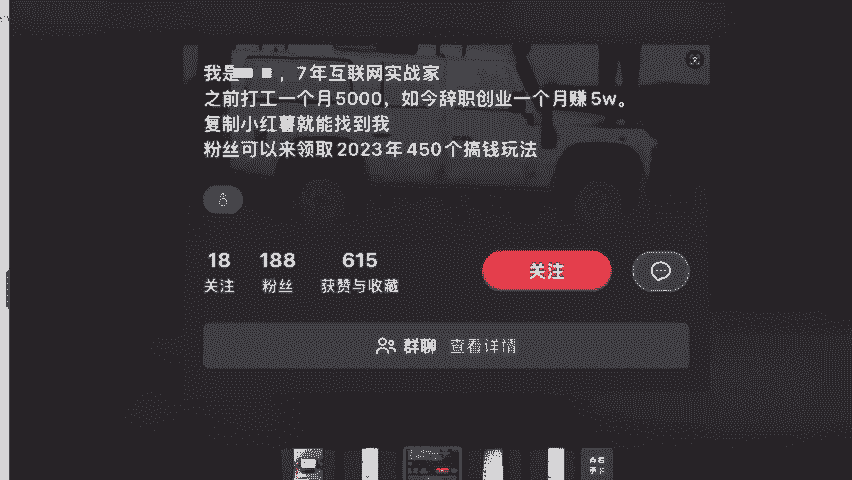 我是 ，7年互联网实战家
之前打工一个月5000，如今辞职创业一个月赚5w。
复制小红薯就能找到我
粉丝可以来领取2023年450个搞钱玩法
18 188 615
关注 粉丝 获赞与收藏
关注
群聊 查看详情